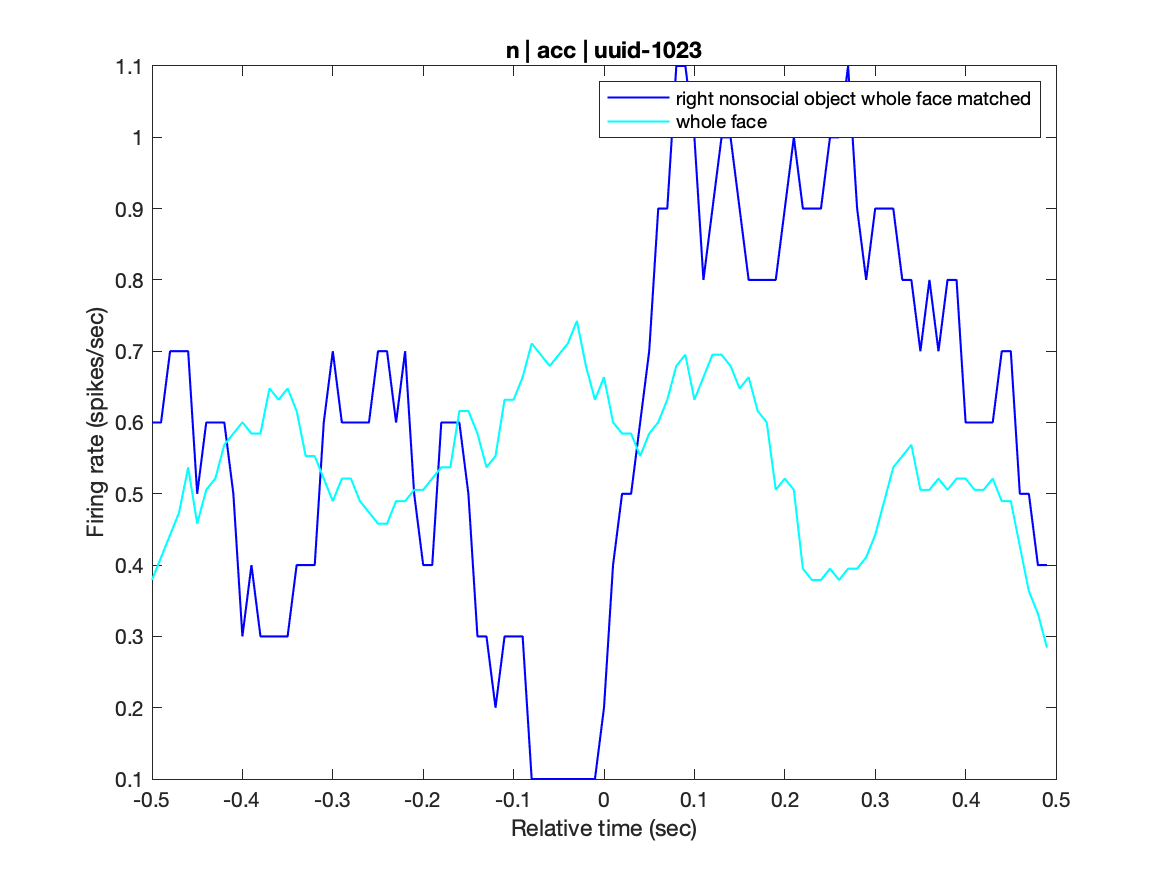 n | acc | uuid-1023
right nonsocial object whole face matched
whole face
Firing rate (spikes/sec)
1.1
1
0.9
0.8
0.7
0.6
0.5
0.4
0.3
0.2
0.1
-0.5 -0.4 -0.3 -0.2 -0.1 0 0.1 0.2 0.3 0.4 0.5
Relative time (sec)